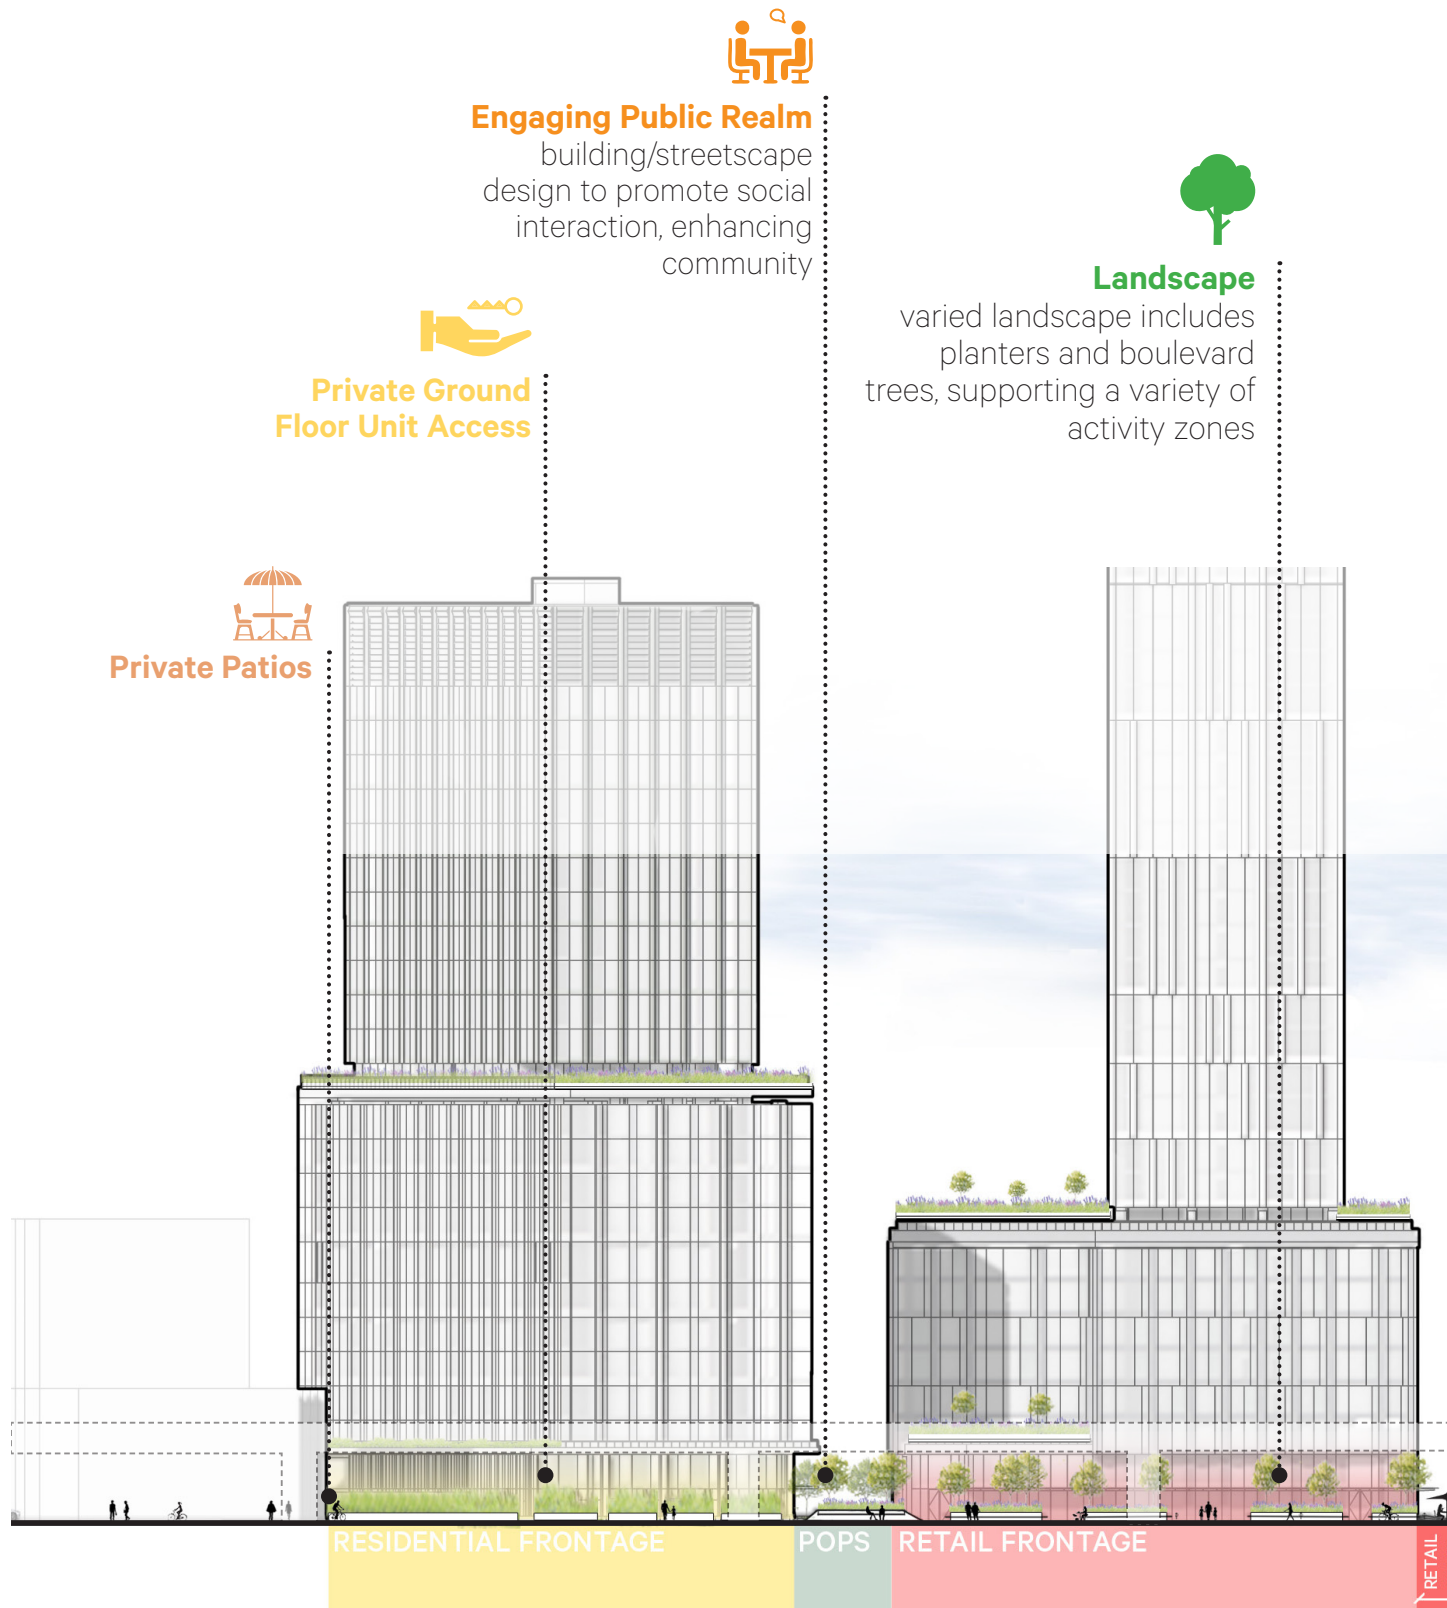 Engaging Public Realm
building/streetscape
design to promote social
interaction, enhancing
community
Landscape
varied landscape includes
planters and boulevard
trees, supporting a variety of
activity zones
Private Ground
Floor Unit Access
Private Patios
RESIDENTIAL FRONTAGE
POPS
RETAIL FRONTAGE
RETAIL